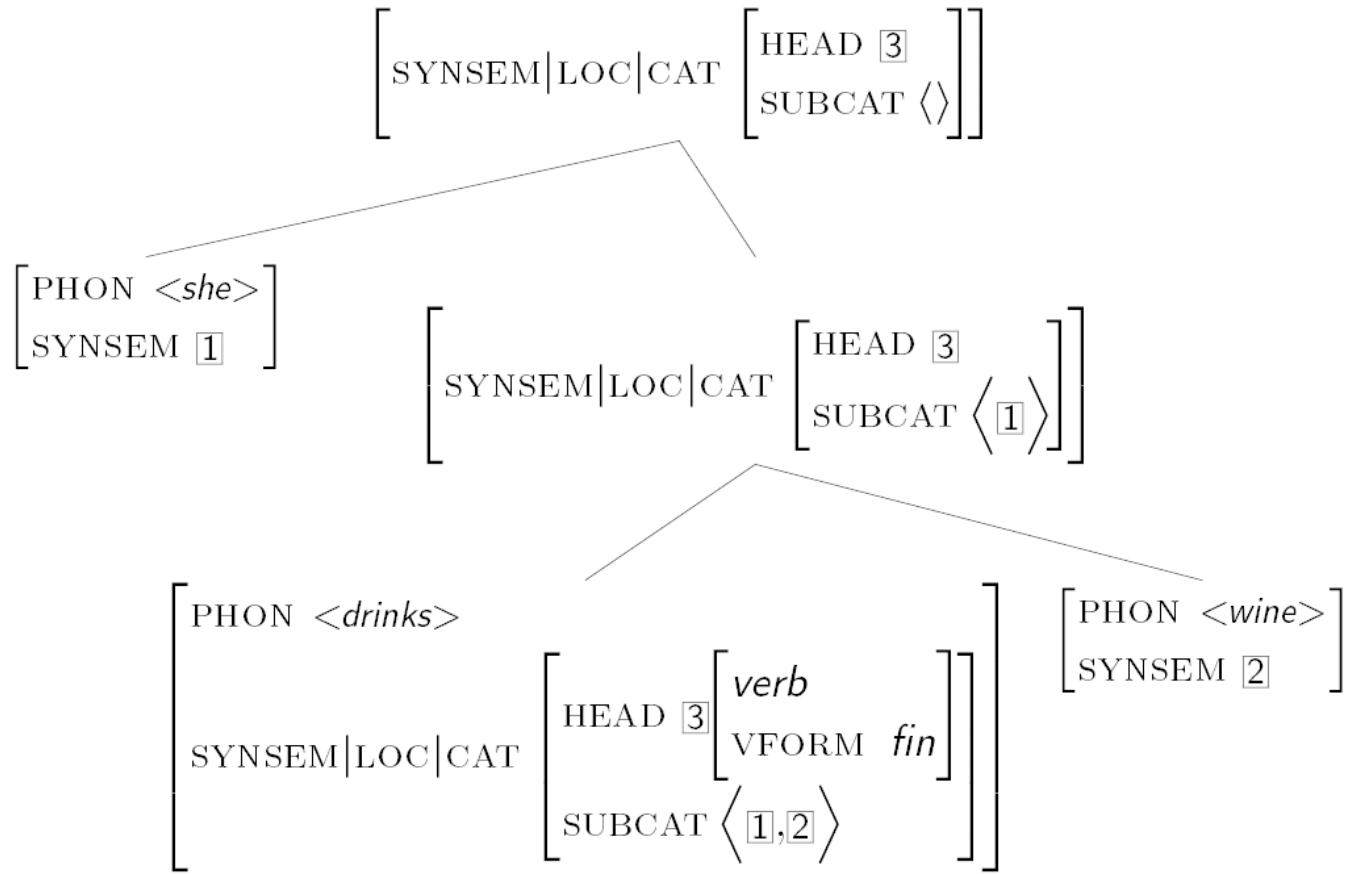 SYNSEM|LOC|CAT
HEAD 3
SUBCAT ⟨⟩
PHON <she>
SYNSEM 1
SYNSEM|LOC|CAT
HEAD 3
SUBCAT ⟨1⟩
PHON <drinks>
SYNSEM|LOC|CAT
HEAD 3
verb
VFORM fin
SUBCAT ⟨1,2⟩
PHON <wine>
SYNSEM 2